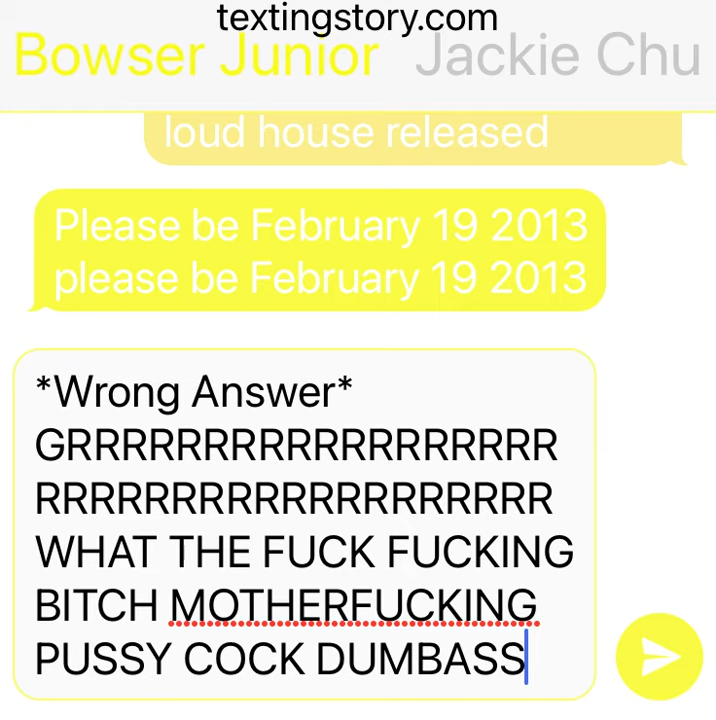 textingstory.com
Bowser Junior Jackie Chu
loud house released
Please be February 19 2013
please be February 19 2013
*Wrong Answer*
GRRRRRRRRRRRRRRRRRR
RRRRRRRRRRRRRRRRRRR
WHAT THE FUCK FUCKING
BITCH MOTHERFUCKING
PUSSY COCK DUMBASS